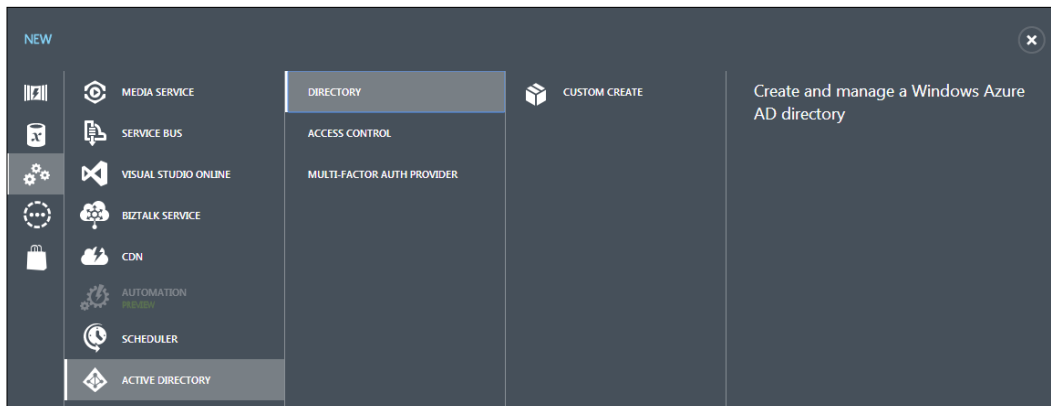 NEW
MEDIA SERVICE
SERVICE BUS
VISUAL STUDIO ONLINE
BIZTALK SERVICE
CDN
AUTOMATION
PREVIEW
SCHEDULER
ACTIVE DIRECTORY
DIRECTORY
ACCESS CONTROL
MULTI-FACTOR AUTH PROVIDER
CUSTOM CREATE
Create and manage a Windows Azure
AD directory